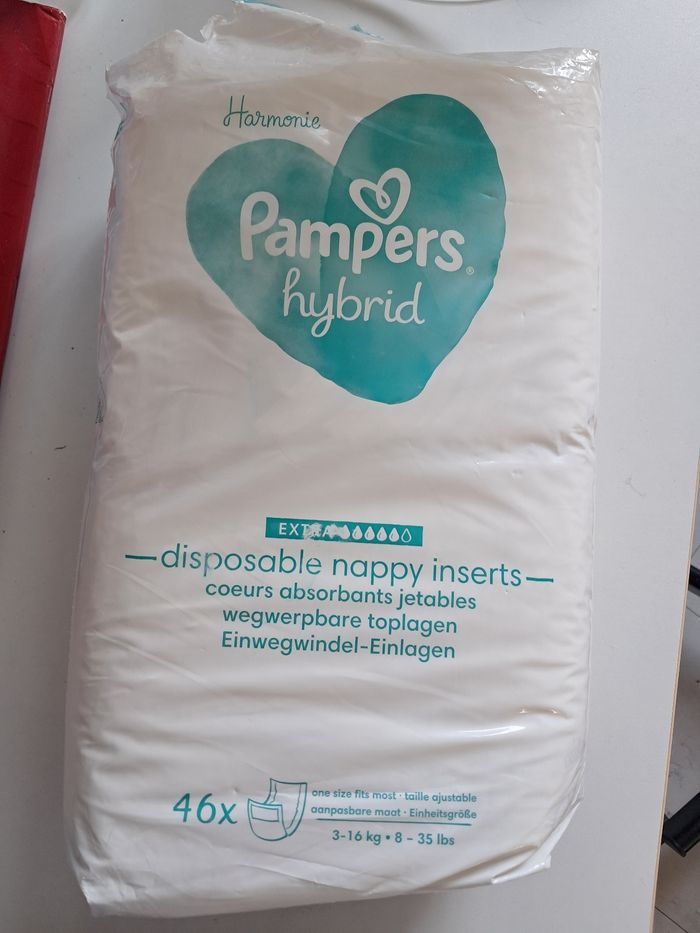 Harmonie
Pampers®
hybrid
EXTRA
disposable nappy inserts
coeurs absorbants jetables
wegwerpbare toplagen
Einwegwindel-Einlagen
46x
one size fits most · taille ajustable
aanpasbare maat · Einheitsgröße
3-16 kg • 8 - 35 lbs